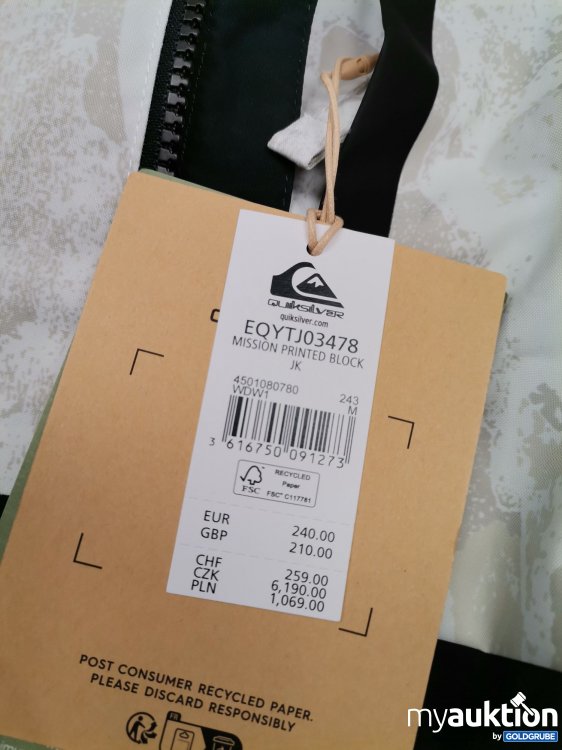 QUIKSILVER
quiksilver.com
EQYTJ03478
MISSION PRINTED BLOCK
JK
4501080780 243
WDW1 M
3 616750 091273
FSC
RECYCLED
Paper
FSC® C117781
EUR 240.00
GBP 210.00
CHF 259.00
CZK 6,190.00
PLN 1,069.00
POST CONSUMER RECYCLED PAPER.
PLEASE DISCARD RESPONSIBLY
FR
myauktion
by GOLDGRUBE